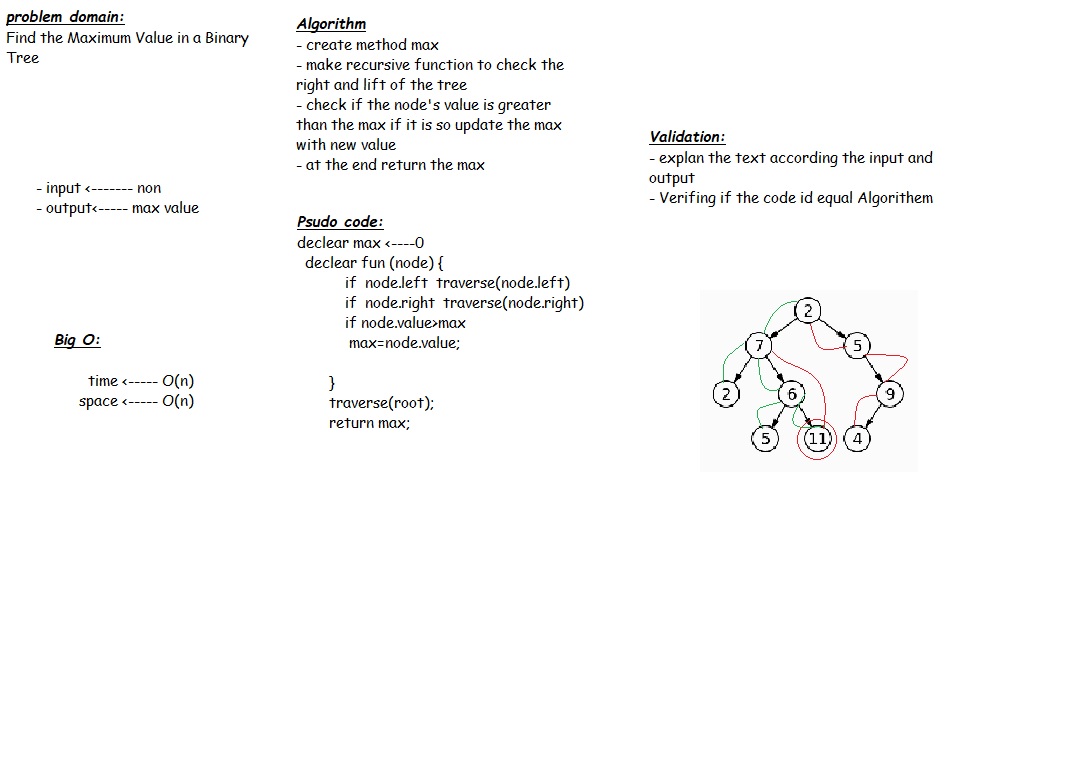 problem domain:
Find the Maximum Value in a Binary
Tree
- input <------- non
- output<----- max value
Big O:
time <----- O(n)
space <----- O(n)
Algorithm
- create method max
- make recursive function to check the
right and lift of the tree
- check if the node's value is greater
than the max if it is so update the max
with new value
- at the end return the max
Psudo code:
declear max <----0
declear fun (node) {
if node.left traverse(node.left)
if node.right traverse(node.right)
if node.value>max
max=node.value;
}
traverse(root);
return max;
Validation:
- explan the text according the input and
output
- Verifing if the code id equal Algorithem
2
7 5
2 6 9
5 11 4